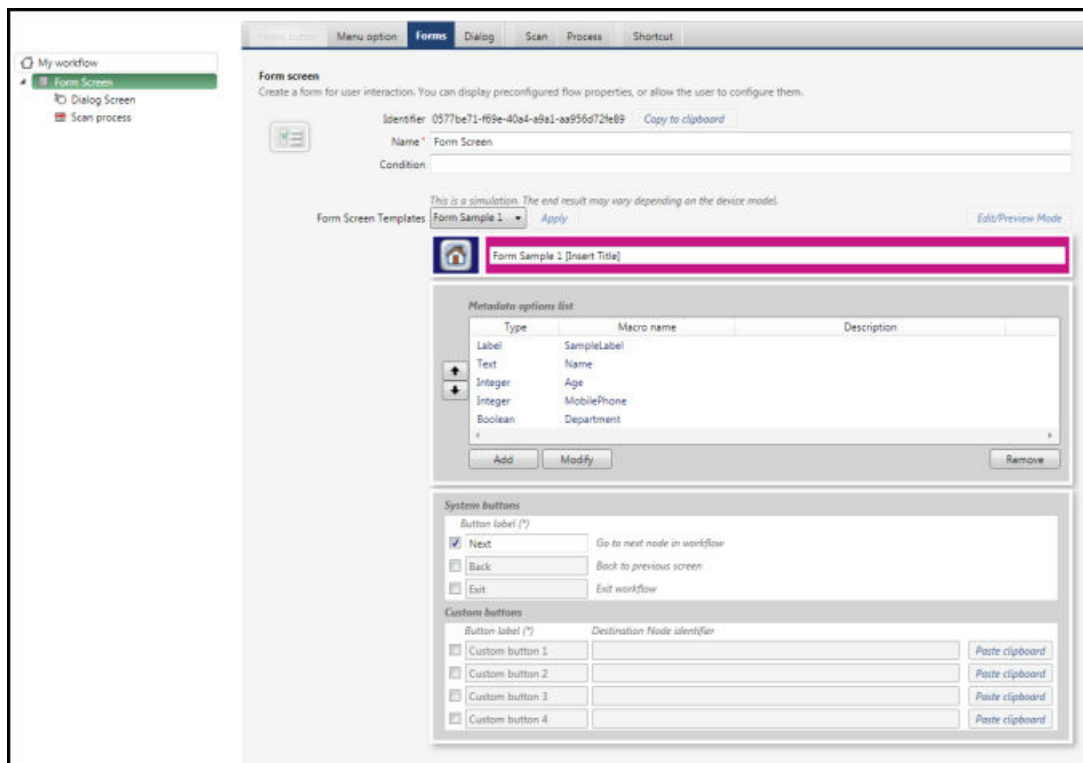 Home button Menu option Forms Dialog Scan Process Shortcut
My workflow
Form Screen
Dialog Screen
Scan process
Form screen
Create a form for user interaction. You can display preconfigured flow properties, or allow the user to configure them.
Identifier 0577be71-f69e-40a4-a9a1-aa956d72fe89 Copy to clipboard
Name * Form Screen
Condition
This is a simulation. The end result may vary depending on the device model.
Form Screen Templates Form Sample 1 Apply Edit/Preview Mode
Form Sample 1 [Insert Title]
Metadata options list
Type Macro name Description
Label SampleLabel
Text Name
Integer Age
Integer MobilePhone
Boolean Department
Add Modify Remove
System buttons
Button label (*)
Next Go to next node in workflow
Back Back to previous screen
Exit Exit workflow
Custom buttons
Button label (*) Destination Node identifier
Custom button 1 Paste clipboard
Custom button 2 Paste clipboard
Custom button 3 Paste clipboard
Custom button 4 Paste clipboard